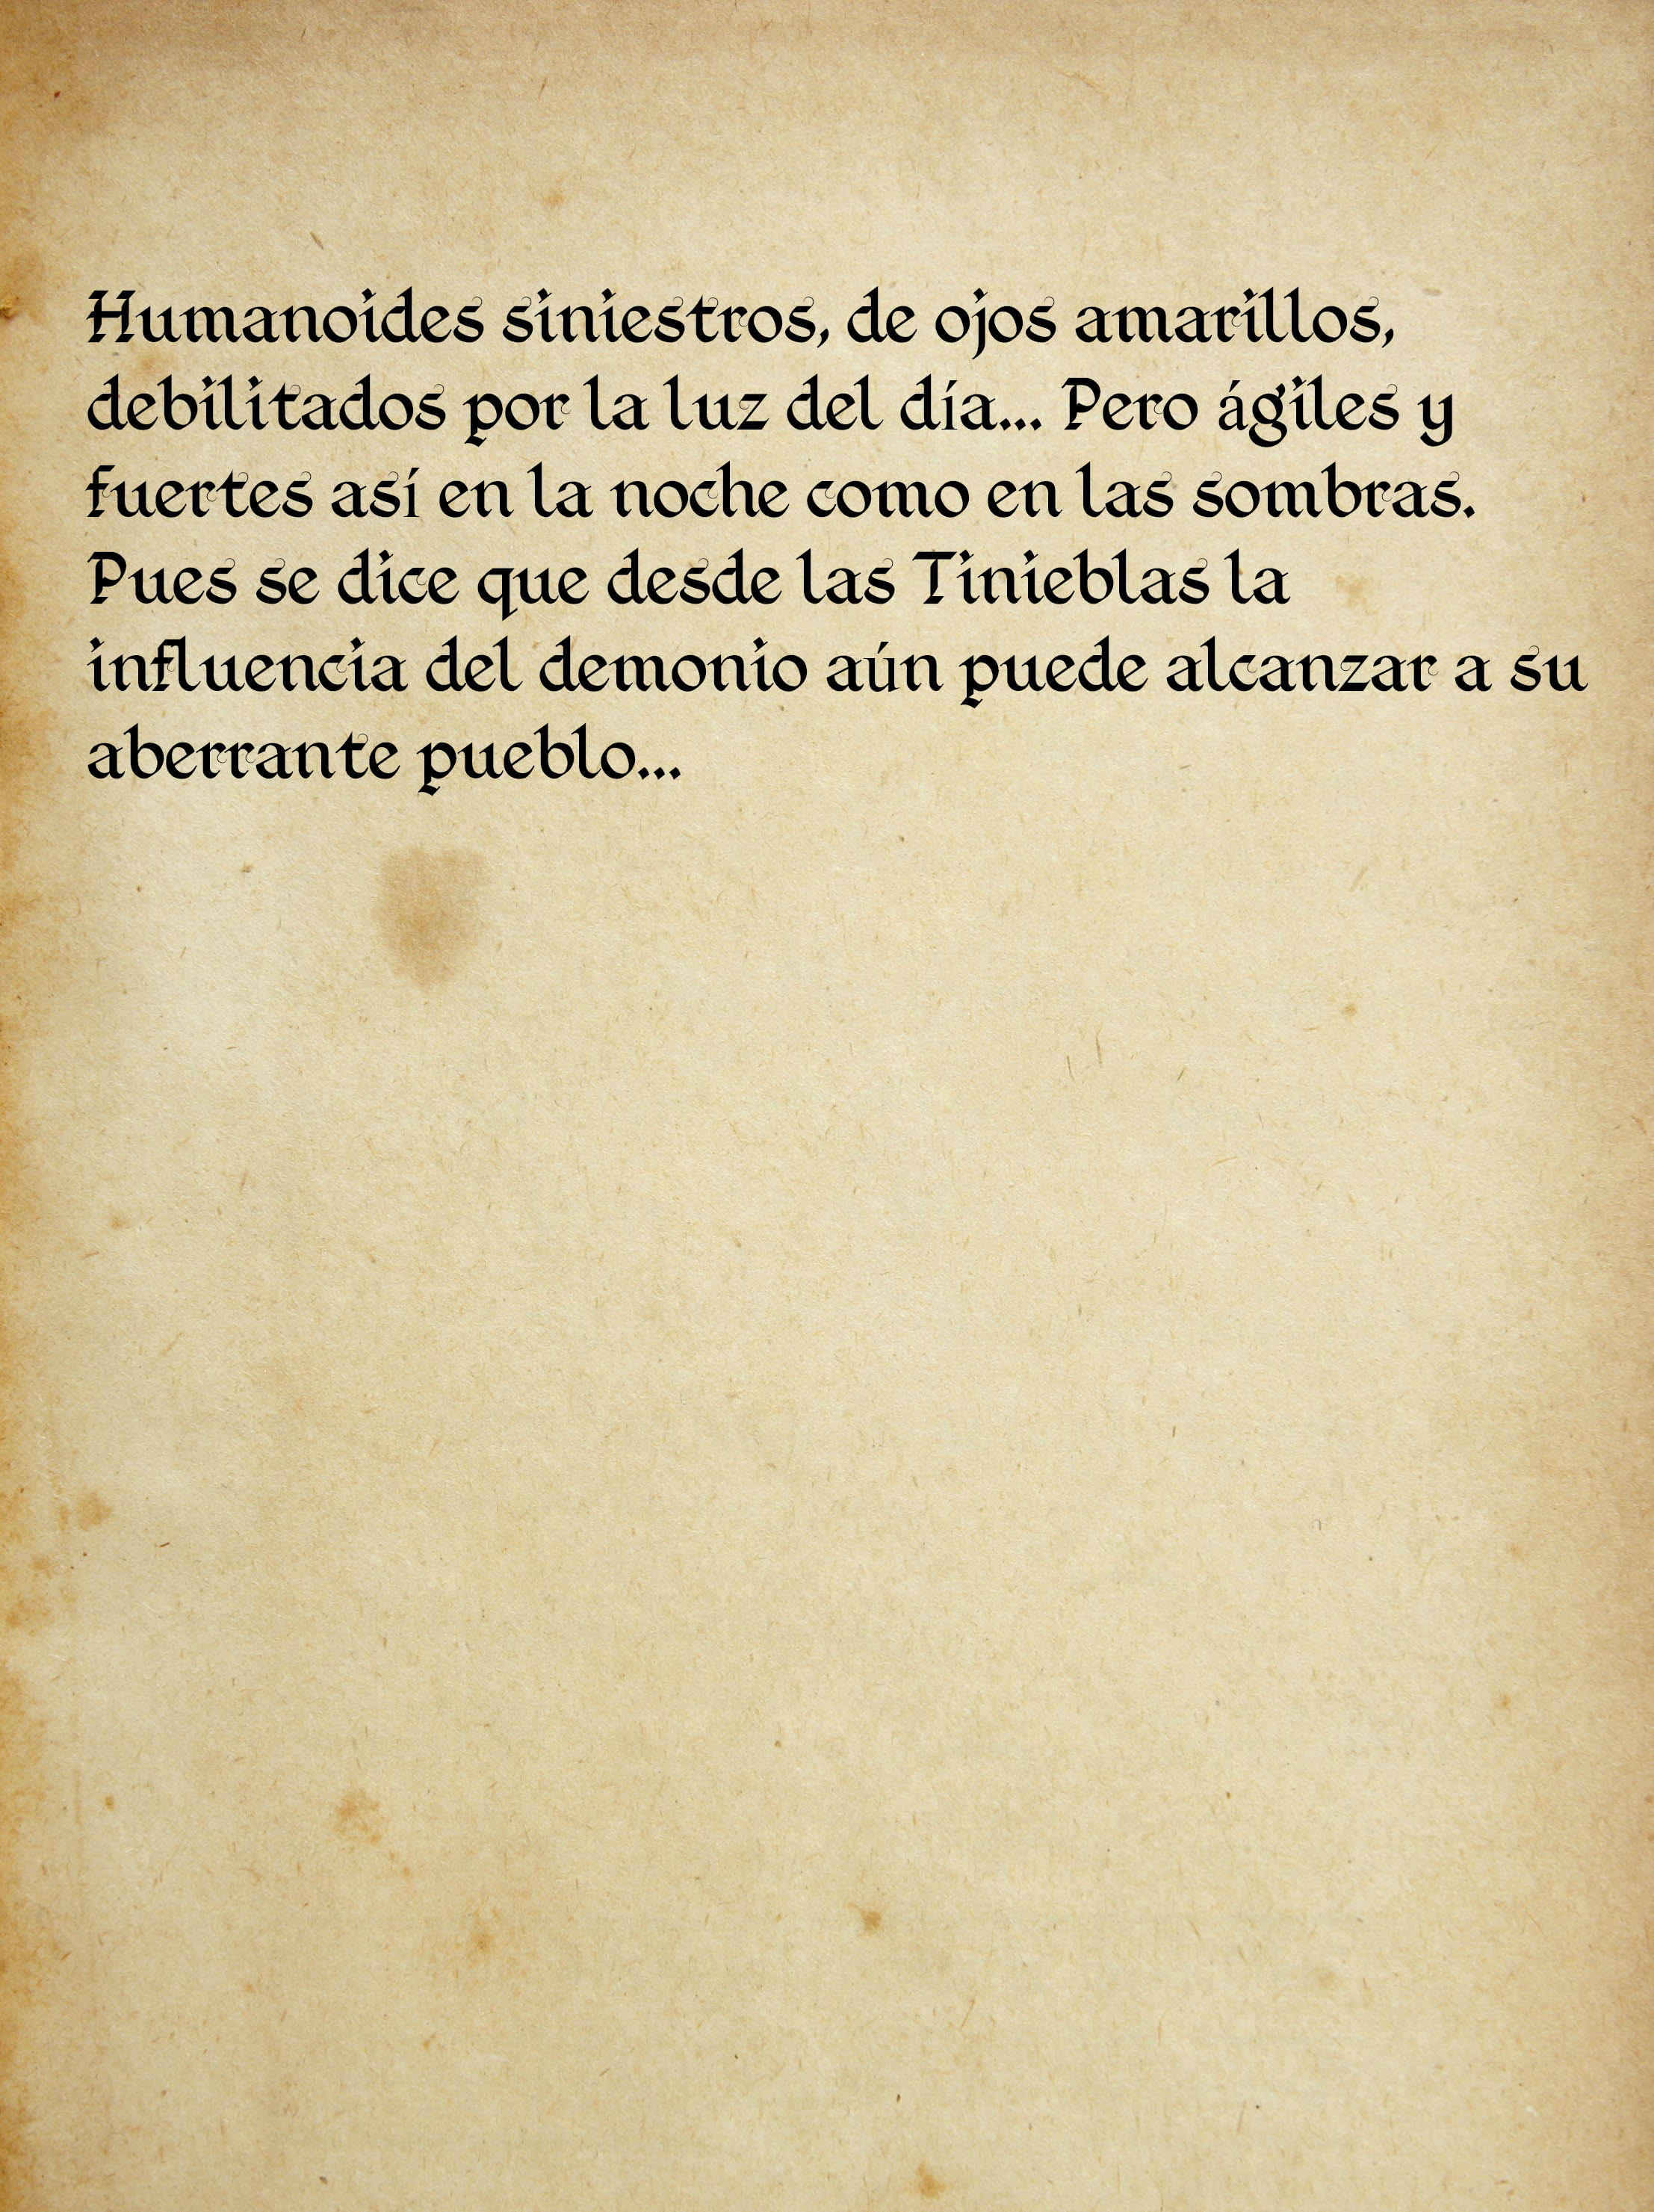 Humanoides siniestros, de ojos amarillos,
debilitados por la luz del día... Pero ágiles y
fuertes así en la noche como en las sombras.
Pues se dice que desde las Tinieblas la
influencia del demonio aún puede alcanzar a su
aberrante pueblo...